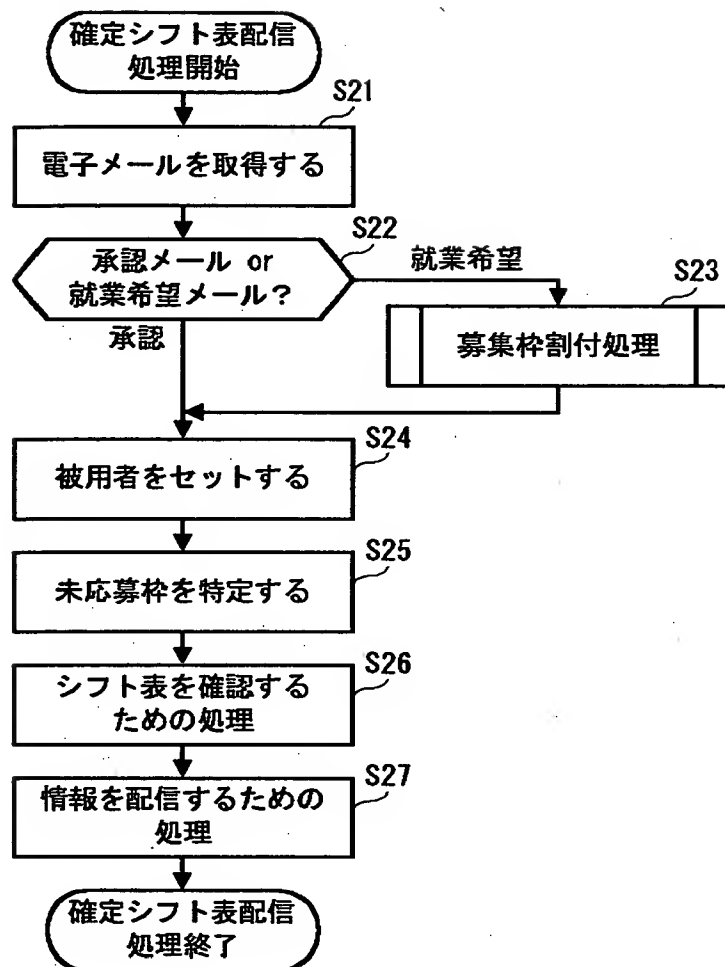 確定シフト表配信
処理開始
S21
電子メールを取得する
S22
承認メール or
就業希望メール?
就業希望
S23
募集枠割付処理
承認
S24
被用者をセットする
S25
未応募枠を特定する
S26
シフト表を確認する
ための処理
S27
情報を配信するための
処理
確定シフト表配信
処理終了